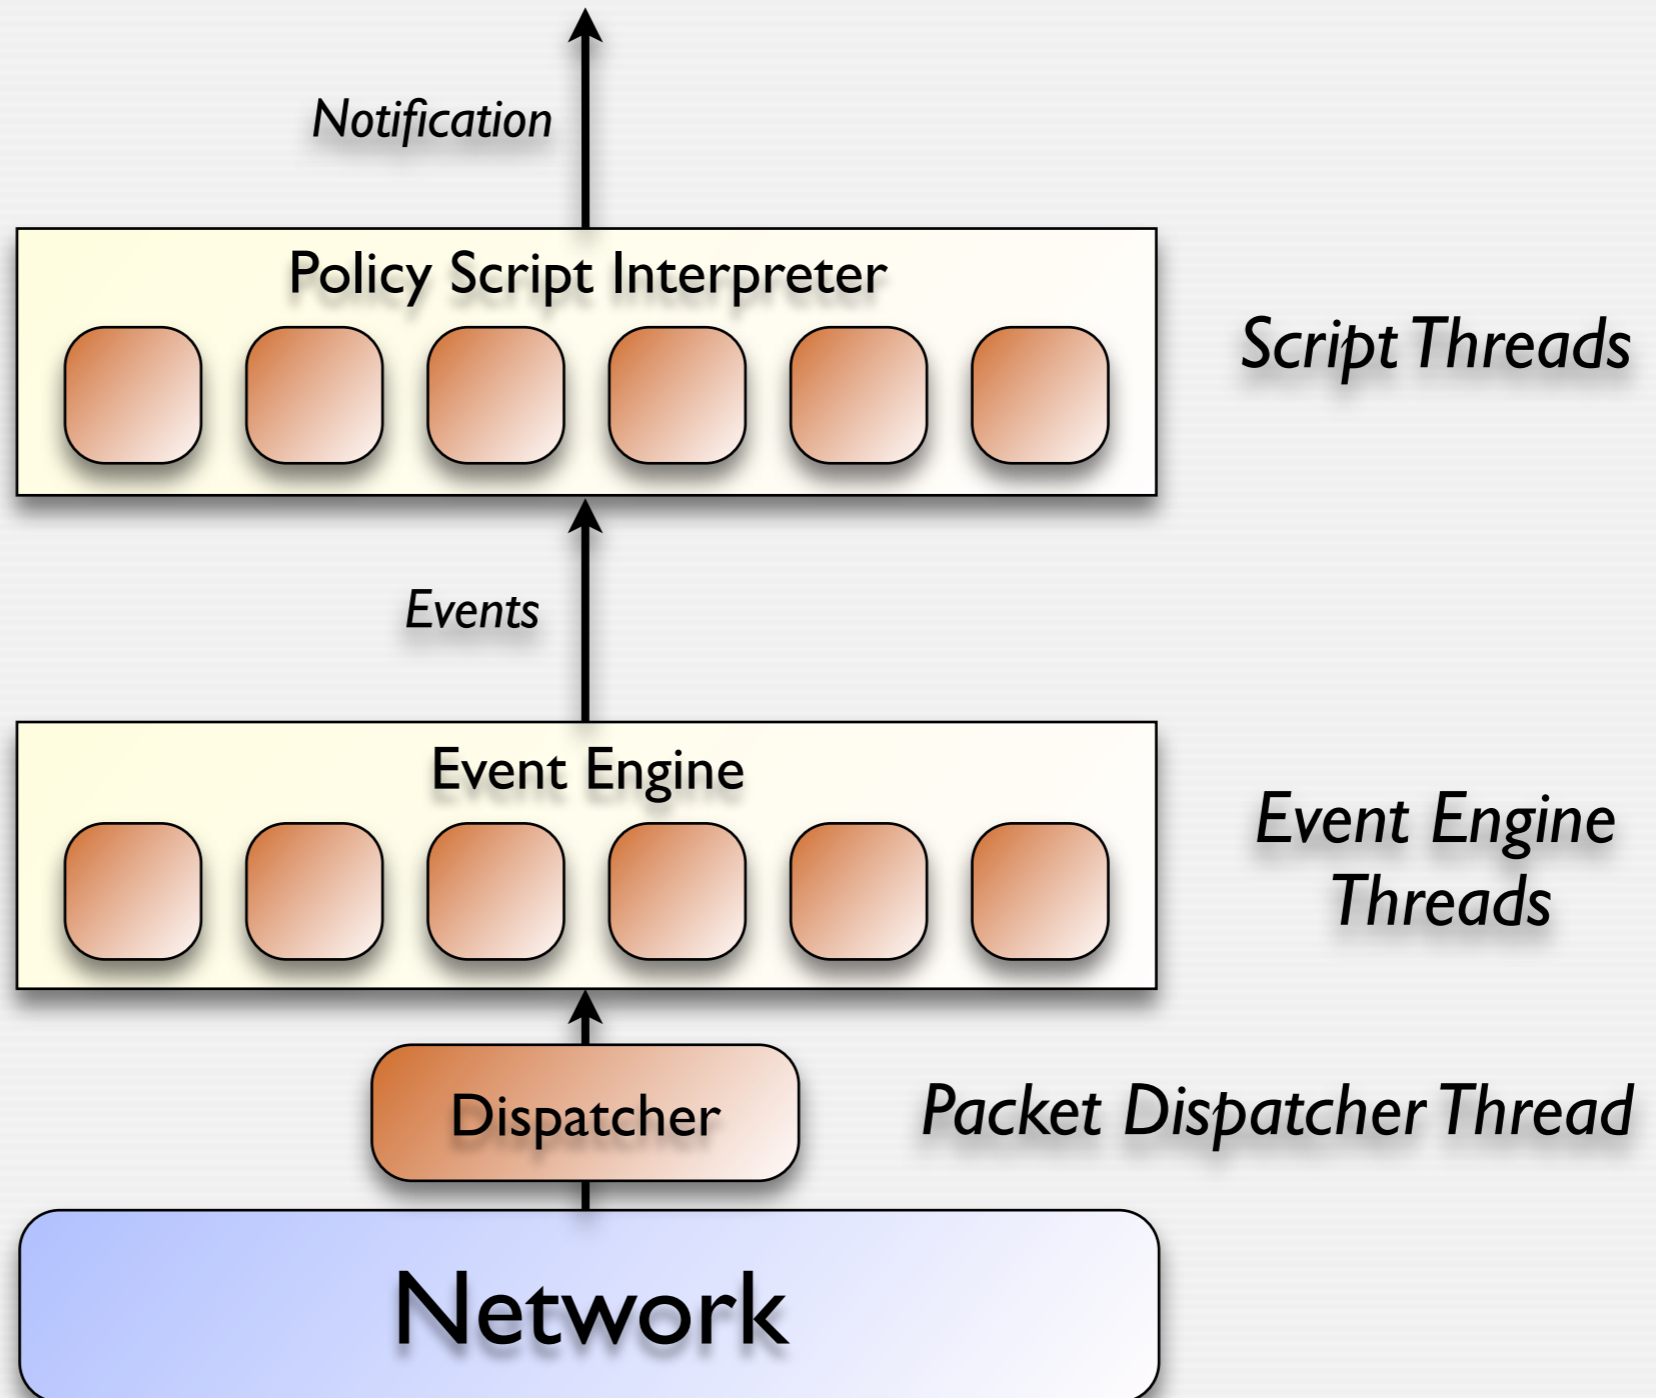 Notification
Policy Script Interpreter
Script Threads
Events
Event Engine
Event Engine
Threads
Dispatcher
Packet Dispatcher Thread
Network